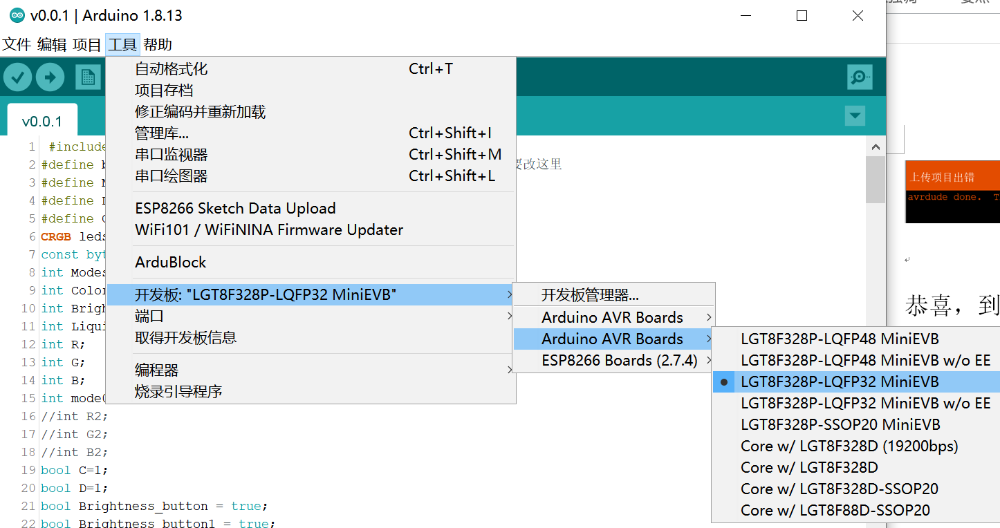 v0.0.1 | Arduino 1.8.13
文件 编辑 项目 工具 帮助
自动格式化 Ctrl+T
项目存档
修正编码并重新加载
管理库... Ctrl+Shift+I
串口监视器 Ctrl+Shift+M
串口绘图器 Ctrl+Shift+L
ESP8266 Sketch Data Upload
WiFi101 / WiFiNINA Firmware Updater
ArduBlock
开发板: "LGT8F328P-LQFP32 MiniEVB"
端口
取得开发板信息
编程器
烧录引导程序
开发板管理器...
Arduino AVR Boards
Arduino AVR Boards
ESP8266 Boards (2.7.4)
LGT8F328P-LQFP48 MiniEVB
LGT8F328P-LQFP48 MiniEVB w/o EE
LGT8F328P-LQFP32 MiniEVB
LGT8F328P-LQFP32 MiniEVB w/o EE
LGT8F328P-SSOP20 MiniEVB
Core w/ LGT8F328D (19200bps)
Core w/ LGT8F328D
Core w/ LGT8F328D-SSOP20
Core w/ LGT8F88D-SSOP20
v0.0.1
1 #include
2 #define
改这里
3 #define
4 #define
5 #define
6 CRGB leds
7 const byt
8 int Modes
9 int Color
10 int Brigh
11 int Liqui
12 int R;
13 int G;
14 int B;
15 int mode
16 //int R2;
17 //int G2;
18 //int B2;
19 bool C=1;
20 bool D=1;
21 bool Brightness_button = true;
22 bool Brightness_button1 = true;
上传项目出错
avrdude done. T
恭喜，到